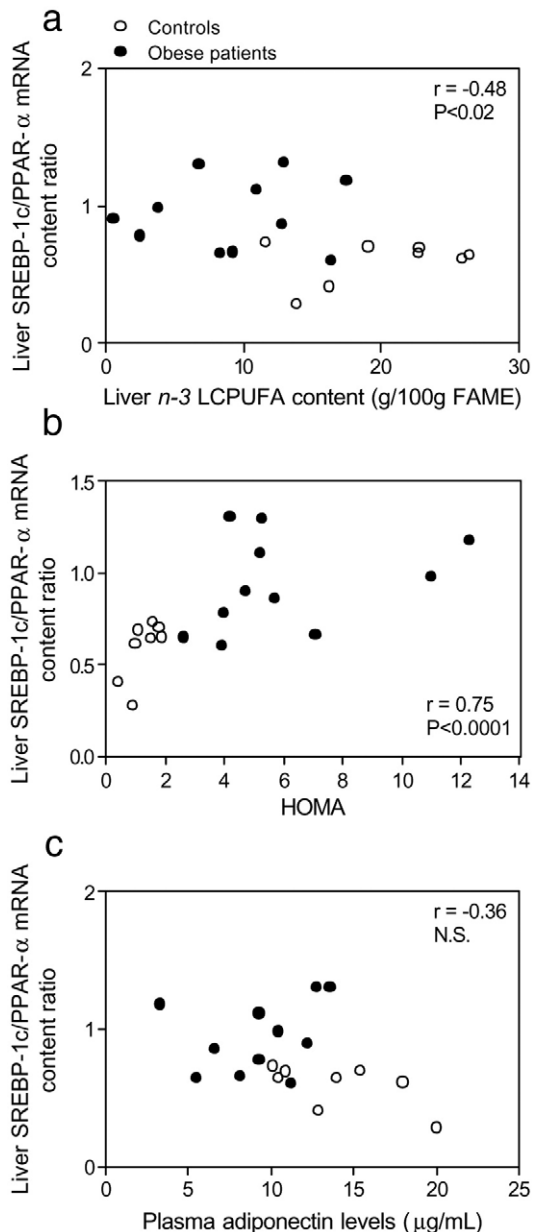 a
Controls
Obese patients
Liver SREBP-1c/PPAR-α mRNA
content ratio
2
1
0
r = -0.48
P<0.02
0 10 20 30
Liver n-3 LCPUFA content (g/100g FAME)
b
Liver SREBP-1c/PPAR-α mRNA
content ratio
1.5
1.0
0.5
0.0
r = 0.75
P<0.0001
0 2 4 6 8 10 12 14
HOMA
c
Liver SREBP-1c/PPAR-α mRNA
content ratio
2
1
0
r = -0.36
N.S.
0 5 10 15 20 25
Plasma adiponectin levels (μg/mL)